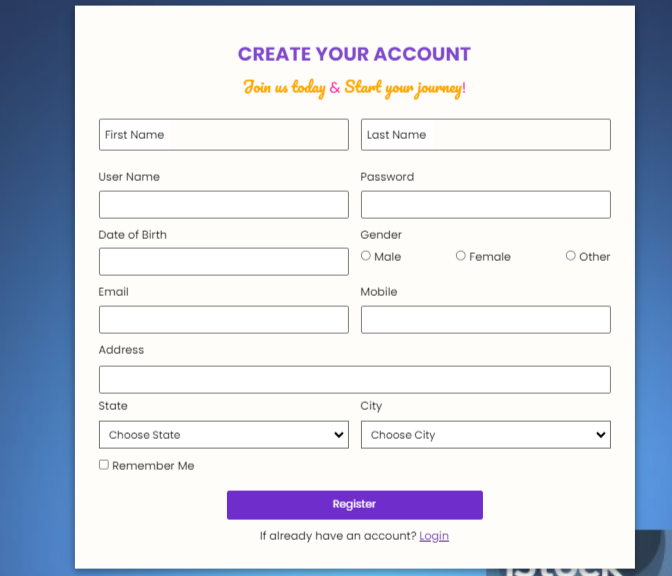 CREATE YOUR ACCOUNT
Join us today & Start your journey!
First Name Last Name
User Name Password
Date of Birth Gender
Male Female Other
Email Mobile
Address
State City
Choose State Choose City
Remember Me
Register
If already have an account? Login